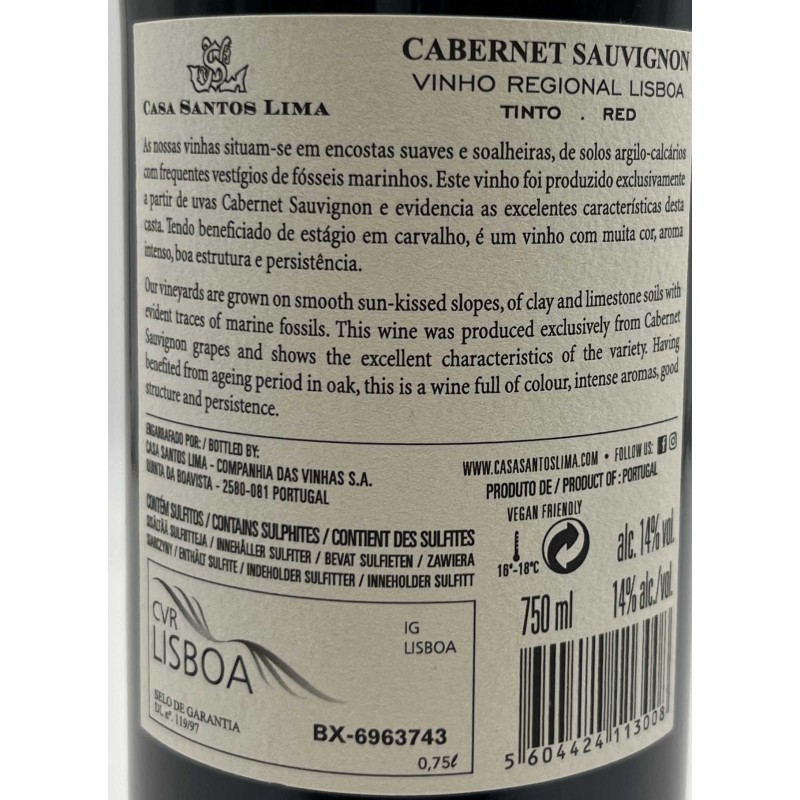 CASA SANTOS LIMA
CABERNET SAUVIGNON
VINHO REGIONAL LISBOA
TINTO . RED
As nossas vinhas situam-se em encostas suaves e soalheiras, de solos argilo-calcários
com frequentes vestígios de fósseis marinhos. Este vinho foi produzido exclusivamente
a partir de uvas Cabernet Sauvignon e evidencia as excelentes características desta
casta. Tendo beneficiado de estágio em carvalho, é um vinho com muita cor, aroma
intenso, boa estrutura e persistência.
Our vineyards are grown on smooth sun-kissed slopes, of clay and limestone soils with
evident traces of marine fossils. This wine was produced exclusively from Cabernet
Sauvignon grapes and shows the excellent characteristics of the variety. Having
benefited from ageing period in oak, this is a wine full of colour, intense aromas, good
structure and persistence.
ENGARRAFADO POR: / BOTTLED BY:
CASA SANTOS LIMA - COMPANHIA DAS VINHAS S.A.
QUINTA DA BOAVISTA - 2580-081 PORTUGAL
WWW.CASASANTOSLIMA.COM • FOLLOW US:
PRODUTO DE / PRODUCT OF : PORTUGAL
VEGAN FRIENDLY
CONTÉM SULFITOS / CONTAINS SULPHITES / CONTIENT DES SULFITES
SISÄLTÄÄ SULFIITTEJA / INNEHÅLLER SULFITER / BEVAT SULFIETEN / ZAWIERA
SIARCZYNY / ENTHÄLT SULFITE / INDEHOLDER SULFITTER / INNEHOLDER SULFITT
16°-18°C
alc. 14% vol.
750 ml
14% alc./vol.
CVR
LISBOA
IG
LISBOA
SELO DE GARANTIA
DL nº. 119/97
BX-6963743
0,75ℓ
5 604424 113008